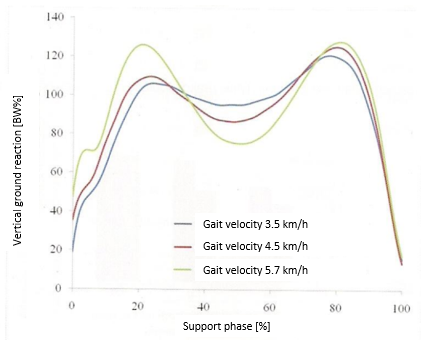 Vertical ground reaction [BW%]
140
120
100
80
60
40
20
0
Gait velocity 3.5 km/h
Gait velocity 4.5 km/h
Gait velocity 5.7 km/h
0 20 40 60 80 100
Support phase [%]